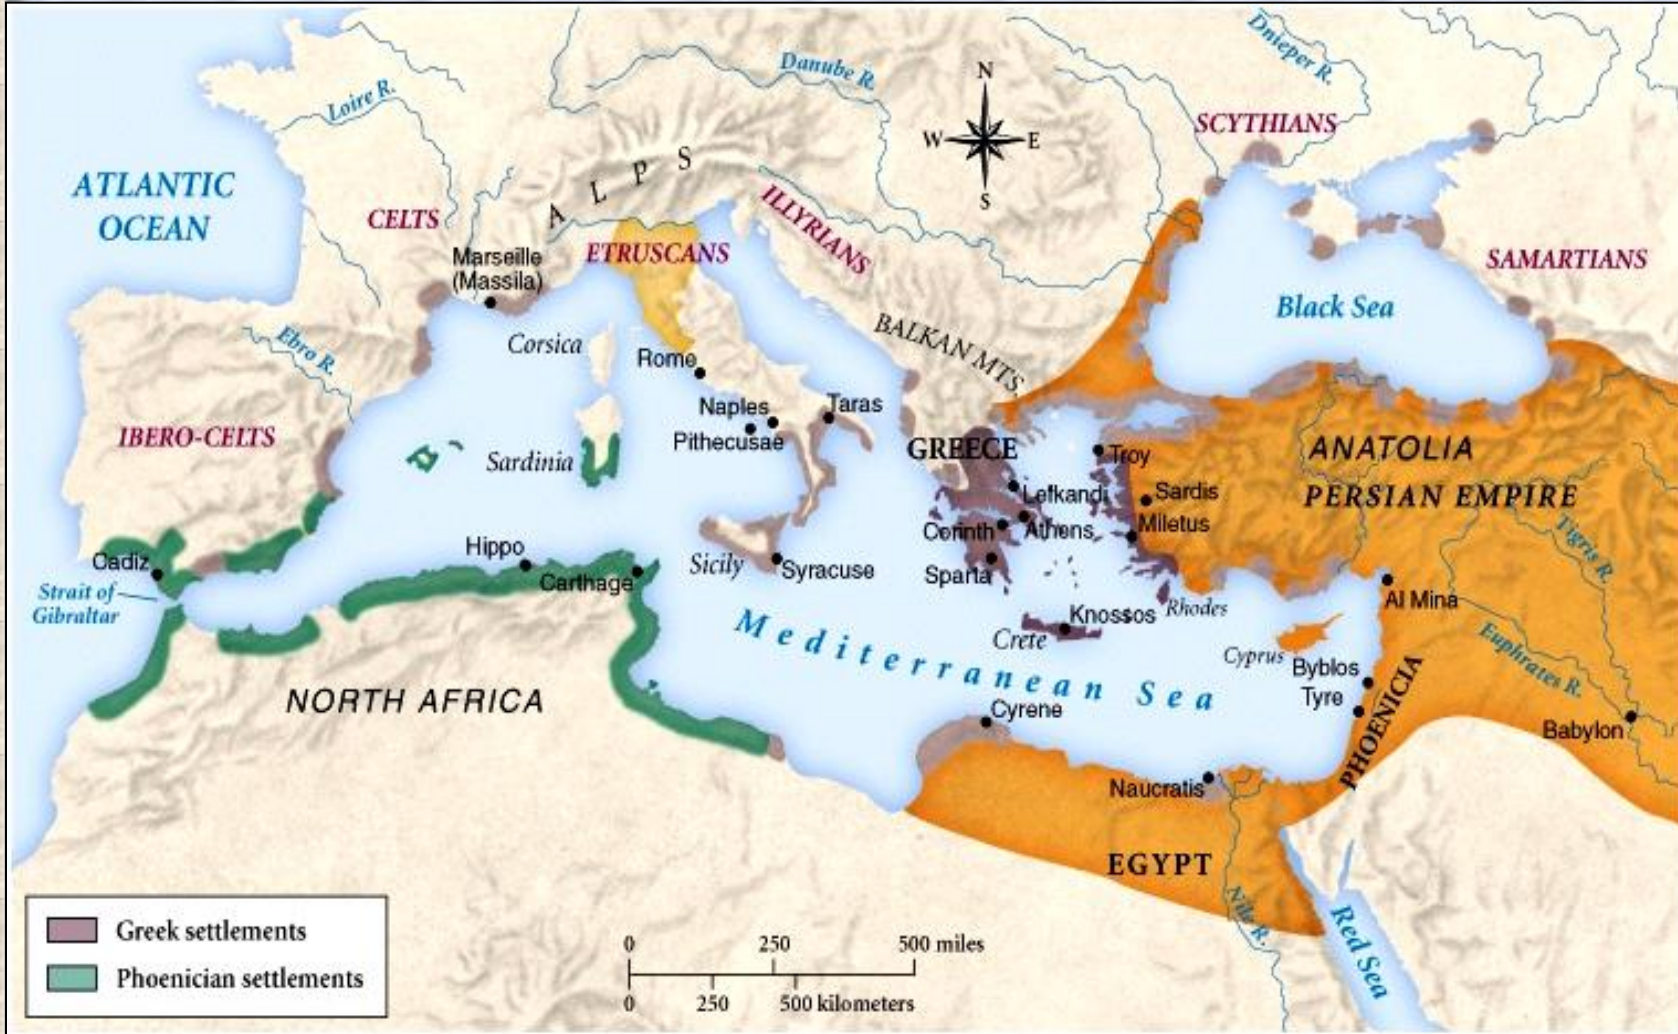 Dnieper R.
Danube R.
N
W
E
S
SCYTHIANS
Loire R.
ALPS
ATLANTIC
OCEAN
CELTS
ILLYRIANS
ETRUSCANS
SAMARTIANS
Marseille
(Massila)
Black Sea
Ebro R.
Corsica
BALKAN MTS.
Rome
Naples
Taras
Pithecusae
IBERO-CELTS
Sardinia
GREECE
Troy
ANATOLIA
PERSIAN EMPIRE
Lefkandi
Sardis
Corinth
Athens
Miletus
Tigris R.
Cadiz
Hippo
Carthage
Sicily
Syracuse
Sparta
Strait of
Gibraltar
Al Mina
Rhodes
Knossos
Crete
Mediterranean Sea
Cyprus
Byblos
Tyre
PHOENICIA
Euphrates R.
NORTH AFRICA
Cyrene
Babylon
Naucratis
EGYPT
Nile R.
Red Sea
Greek settlements
Phoenician settlements
0 250 500 miles
0 250 500 kilometers